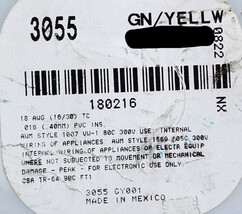 3055
GN/YELLW
0822
NX
180216
18 AWG (16/30) TC
.016 (.40MM) PVC INS.
AWM STYLE 1007 VW-1 80C 300V USE: INTERNAL
WIRING OF APPLIANCES: AWM STYLE 1569 105C 300V
INTERNAL WIRING OF APPLIANCES OR ELECTR EQUIP
WHERE NOT SUBJECTED TO MOVEMENT OR MECHANICAL
DAMAGE - PEAK - FOR ELECTRONIC USE ONLY.
CSA TR-64 90C FT1
3055 GY001
MADE IN MEXICO